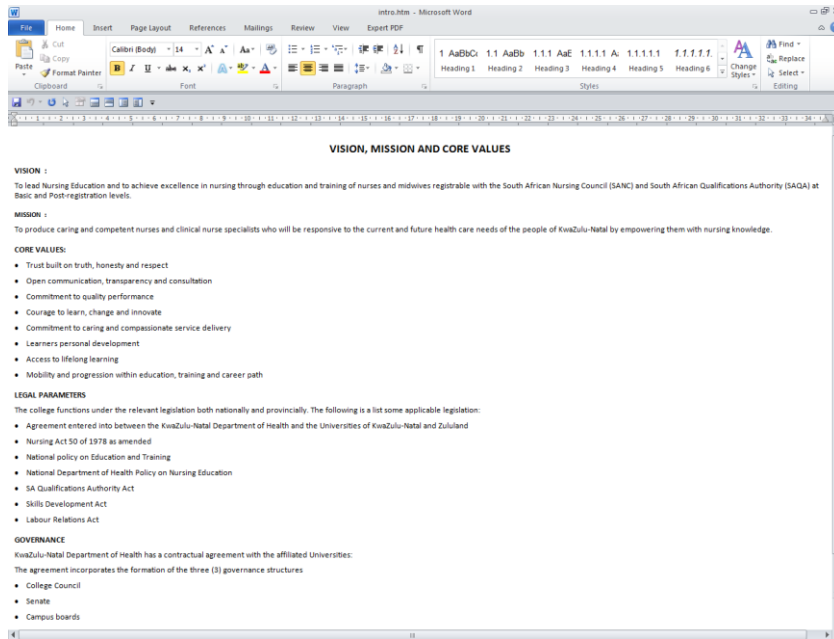 intro.htm - Microsoft Word
File Home Insert Page Layout References Mailings Review View Expert PDF
Cut
Copy
Paste
Format Painter
Clipboard
Calibri (Body) 14
Font
Paragraph
1 AaBbCc 1.1 AaBb 1.1.1 AaE 1.1.1.1 A 1.1.1.1.1 1.1.1.1.1.
Heading 1 Heading 2 Heading 3 Heading 4 Heading 5 Heading 6
Change Styles
Styles
Find
Replace
Select
Editing
VISION, MISSION AND CORE VALUES
VISION :
To lead Nursing Education and to achieve excellence in nursing through education and training of nurses and midwives registrable with the South African Nursing Council (SANC) and South African Qualifications Authority (SAQA) at
Basic and Post-registration levels.
MISSION :
To produce caring and competent nurses and clinical nurse specialists who will be responsive to the current and future health care needs of the people of KwaZulu-Natal by empowering them with nursing knowledge.
CORE VALUES:
• Trust built on truth, honesty and respect
• Open communication, transparency and consultation
• Commitment to quality performance
• Courage to learn, change and innovate
• Commitment to caring and compassionate service delivery
• Learners personal development
• Access to lifelong learning
• Mobility and progression within education, training and career path
LEGAL PARAMETERS
The college functions under the relevant legislation both nationally and provincially. The following is a list some applicable legislation:
• Agreement entered into between the KwaZulu-Natal Department of Health and the Universities of KwaZulu-Natal and Zululand
• Nursing Act 50 of 1978 as amended
• National policy on Education and Training
• National Department of Health Policy on Nursing Education
• SA Qualifications Authority Act
• Skills Development Act
• Labour Relations Act
GOVERNANCE
KwaZulu-Natal Department of Health has a contractual agreement with the affiliated Universities:
The agreement incorporates the formation of the three (3) governance structures
• College Council
• Senate
• Campus boards